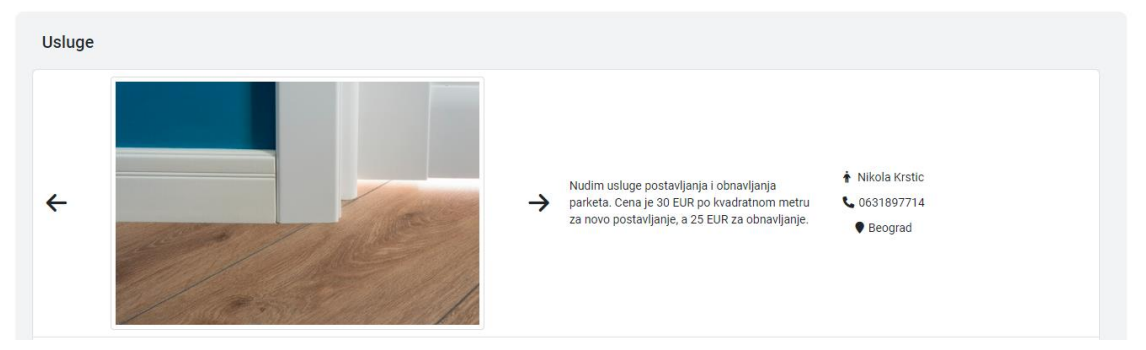 Usluge
Nudim usluge postavljanja i obnavljanja
parketa. Cena je 30 EUR po kvadratnom metru
za novo postavljanje, a 25 EUR za obnavljanje.
Nikola Krstic
0631897714
Beograd